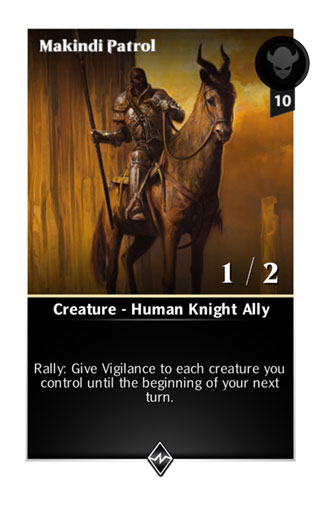 Makindi Patrol
10
1 / 2
Creature - Human Knight Ally
Rally: Give Vigilance to each creature you
control until the beginning of your next
turn.